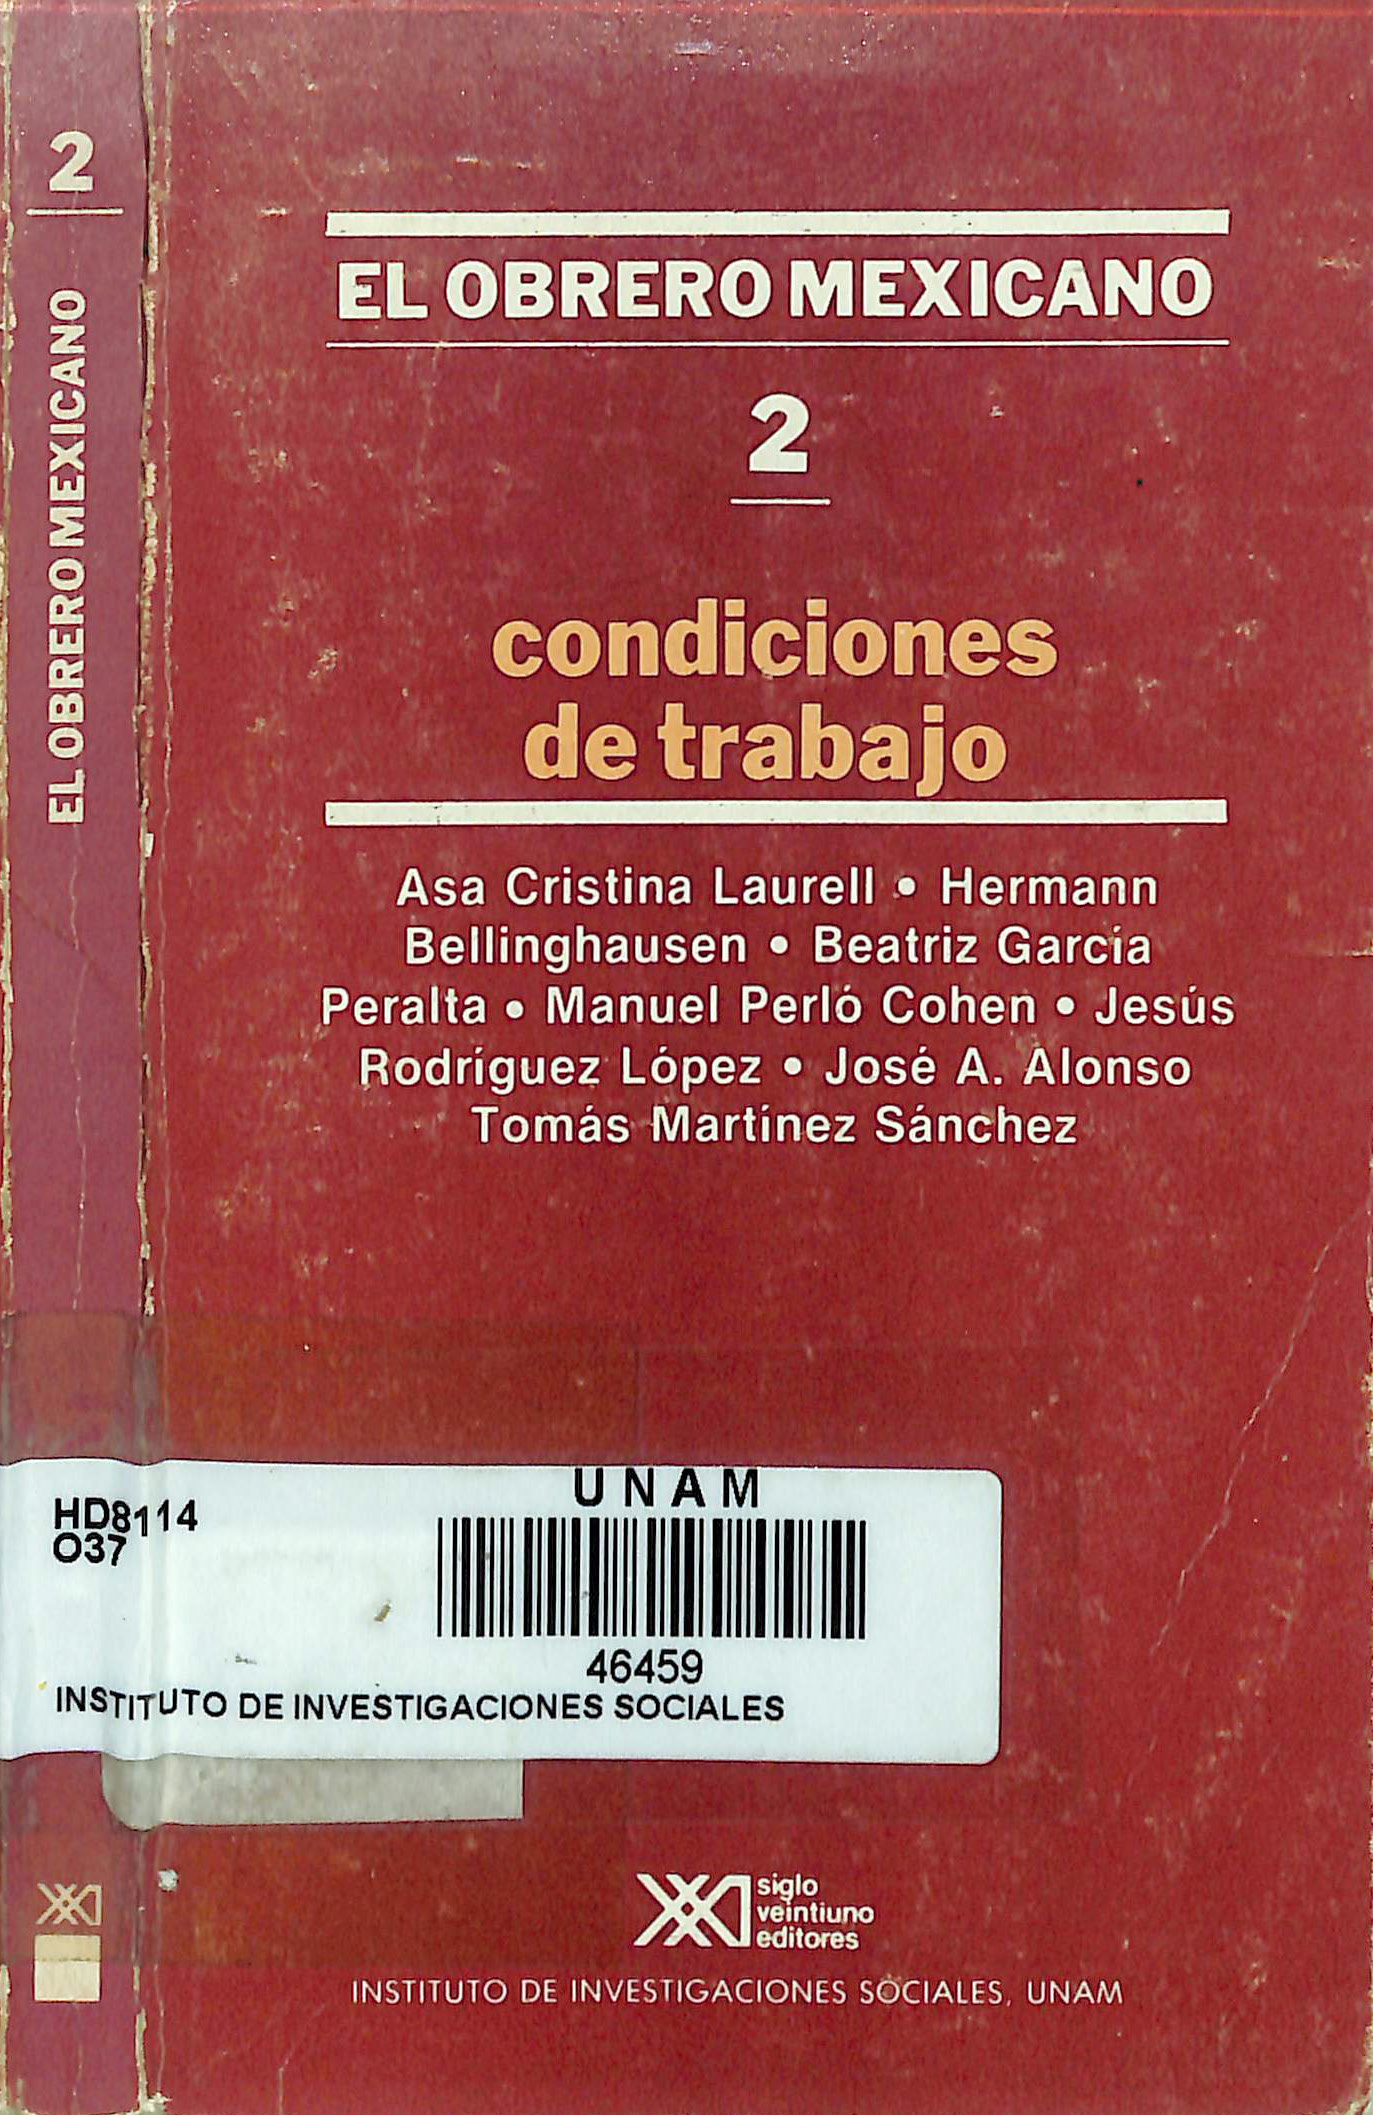 2
EL OBRERO MEXICANO
EL OBRERO MEXICANO
2
condiciones
de trabajo
Asa Cristina Laurell • Hermann
Bellinghausen • Beatriz García
Peralta • Manuel Perló Cohen • Jesús
Rodríguez López • José A. Alonso
Tomás Martínez Sánchez
UNAM
HD8114
O37
46459
INSTITUTO DE INVESTIGACIONES SOCIALES
siglo
veintiuno
editores
INSTITUTO DE INVESTIGACIONES SOCIALES, UNAM